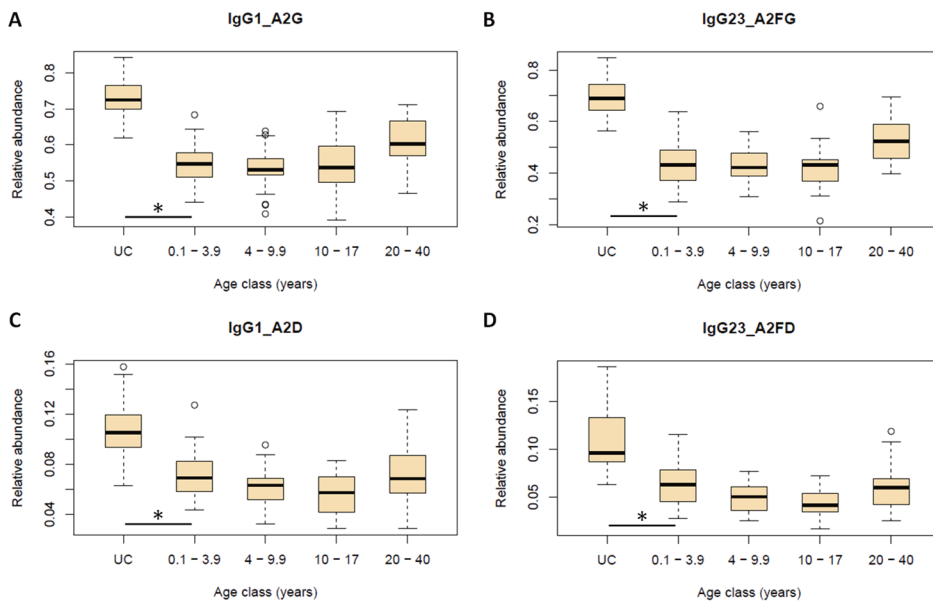 A
IgG1_A2G
Relative abundance
0.8
0.7
0.6
0.5
0.4
*
UC
0.1 − 3.9
4 − 9.9
10 − 17
20 − 40
Age class (years)
B
IgG23_A2FG
Relative abundance
0.8
0.6
0.4
0.2
*
UC
0.1 − 3.9
4 − 9.9
10 − 17
20 − 40
Age class (years)
C
IgG1_A2D
Relative abundance
0.16
0.12
0.08
0.04
*
UC
0.1 − 3.9
4 − 9.9
10 − 17
20 − 40
Age class (years)
D
IgG23_A2FD
Relative abundance
0.15
0.10
0.05
*
UC
0.1 − 3.9
4 − 9.9
10 − 17
20 − 40
Age class (years)